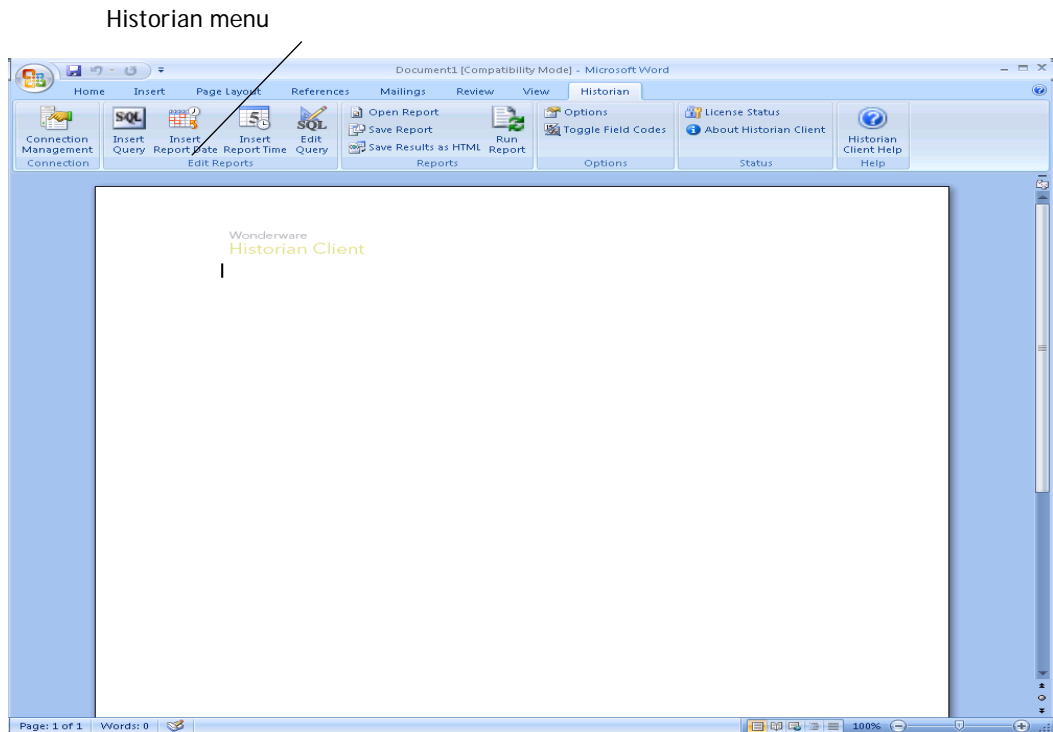 Historian menu
Document1 [Compatibility Mode] - Microsoft Word
Home Insert Page Layout References Mailings Review View Historian
Connection Management
Insert Query
Insert Report Date
Insert Report Time
Edit Query
Open Report
Save Report
Save Results as HTML
Run Report
Options
Toggle Field Codes
License Status
About Historian Client
Historian Client Help
Connection Edit Reports Reports Options Status Help
Wonderware
Historian Client
Page: 1 of 1 Words: 0 100%